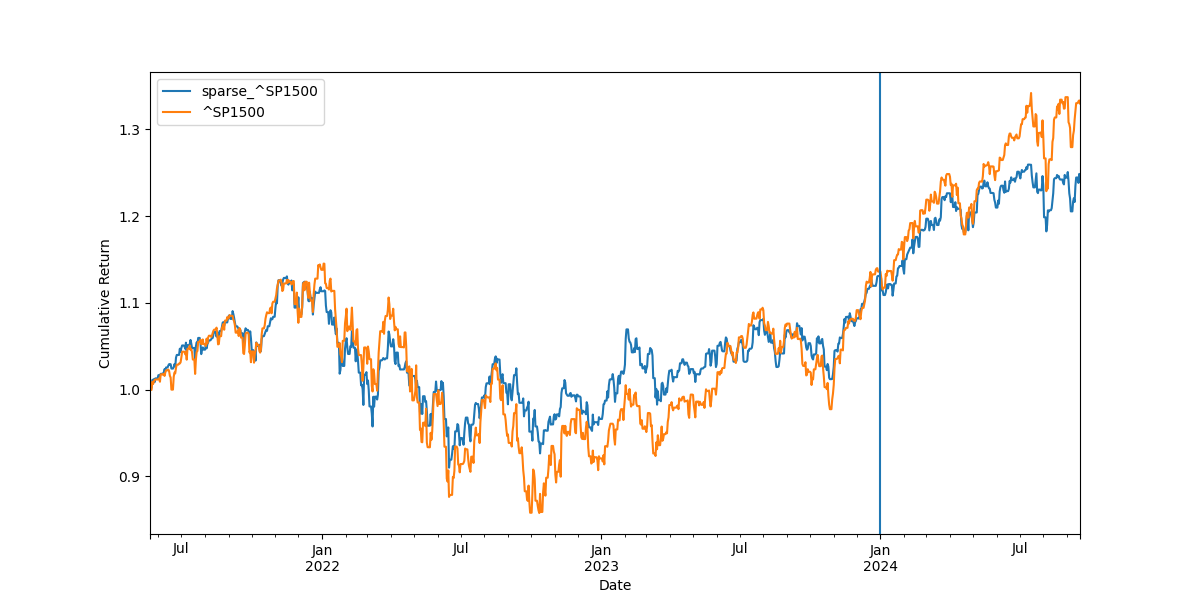 sparse_^SP1500
^SP1500
1.3
1.2
1.1
1.0
0.9
Cumulative Return
Jul
Jan
2022
Jul
Jan
2023
Jul
Jan
2024
Jul
Date